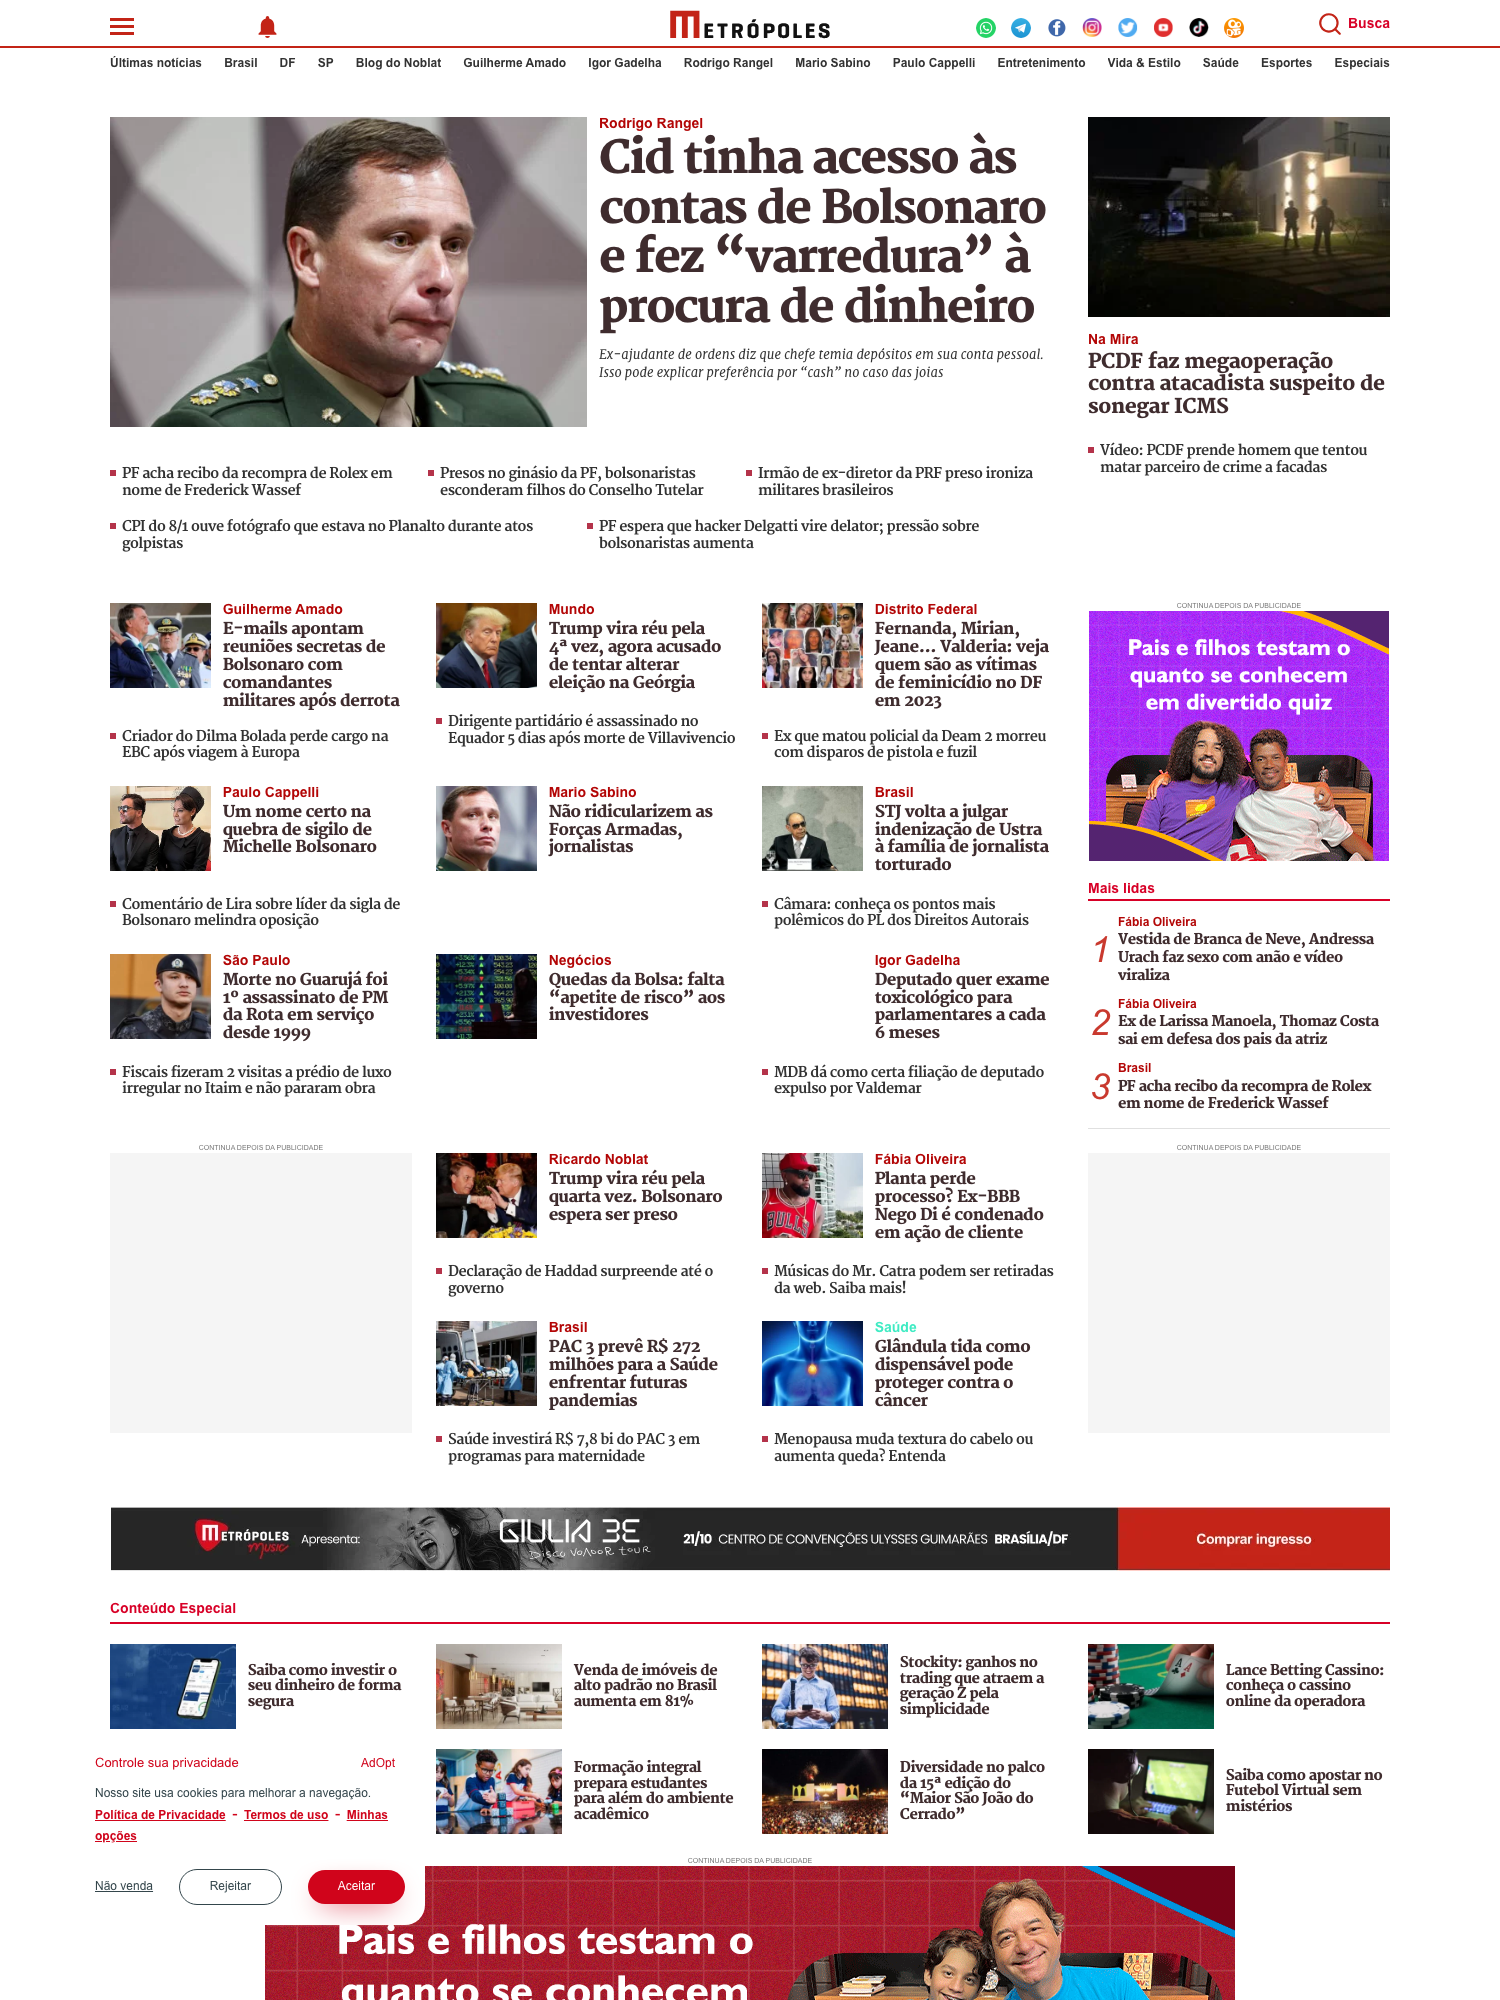 METRÓPOLES
Busca
Últimas notícias Brasil DF SP Blog do Noblat Guilherme Amado Igor Gadelha Rodrigo Rangel Mario Sabino Paulo Cappelli Entretenimento Vida & Estilo Saúde Esportes Especiais
Rodrigo Rangel
Cid tinha acesso às
contas de Bolsonaro
e fez “varredura” à
procura de dinheiro
Ex-ajudante de ordens diz que chefe temia depósitos em sua conta pessoal.
Isso pode explicar preferência por “cash” no caso das joias
Na Mira
PCDF faz megaoperação
contra atacadista suspeito de
sonegar ICMS
Vídeo: PCDF prende homem que tentou
matar parceiro de crime a facadas
PF acha recibo da recompra de Rolex em
nome de Frederick Wassef
Presos no ginásio da PF, bolsonaristas
esconderam filhos do Conselho Tutelar
Irmão de ex-diretor da PRF preso ironiza
militares brasileiros
CPI do 8/1 ouve fotógrafo que estava no Planalto durante atos
golpistas
PF espera que hacker Delgatti vire delator; pressão sobre
bolsonaristas aumenta
Guilherme Amado
E-mails apontam
reuniões secretas de
Bolsonaro com
comandantes
militares após derrota
Criador do Dilma Bolada perde cargo na
EBC após viagem à Europa
Mundo
Trump vira réu pela
4ª vez, agora acusado
de tentar alterar
eleição na Geórgia
Dirigente partidário é assassinado no
Equador 5 dias após morte de Villavivencio
Distrito Federal
Fernanda, Mirian,
Jeane... Valderia: veja
quem são as vítimas
de feminicídio no DF
em 2023
Ex que matou policial da Deam 2 morreu
com disparos de pistola e fuzil
CONTINUA DEPOIS DA PUBLICIDADE
Pais e filhos testam o
quanto se conhecem
em divertido quiz
Paulo Cappelli
Um nome certo na
quebra de sigilo de
Michelle Bolsonaro
Comentário de Lira sobre líder da sigla de
Bolsonaro melindra oposição
Mario Sabino
Não ridicularizem as
Forças Armadas,
jornalistas
Brasil
STJ volta a julgar
indenização de Ustra
à família de jornalista
torturado
Câmara: conheça os pontos mais
polêmicos do PL dos Direitos Autorais
Mais lidas
Fábia Oliveira
1
Vestida de Branca de Neve, Andressa
Urach faz sexo com anão e vídeo
viraliza
Fábia Oliveira
2
Ex de Larissa Manoela, Thomaz Costa
sai em defesa dos pais da atriz
Brasil
3
PF acha recibo da recompra de Rolex
em nome de Frederick Wassef
São Paulo
Morte no Guarujá foi
1º assassinato de PM
da Rota em serviço
desde 1999
Fiscais fizeram 2 visitas a prédio de luxo
irregular no Itaim e não pararam obra
Negócios
Quedas da Bolsa: falta
“apetite de risco” aos
investidores
Igor Gadelha
Deputado quer exame
toxicológico para
parlamentares a cada
6 meses
MDB dá como certa filiação de deputado
expulso por Valdemar
CONTINUA DEPOIS DA PUBLICIDADE
Ricardo Noblat
Trump vira réu pela
quarta vez. Bolsonaro
espera ser preso
Declaração de Haddad surpreende até o
governo
Fábia Oliveira
Planta perde
processo? Ex-BBB
Nego Di é condenado
em ação de cliente
BULLS
Músicas do Mr. Catra podem ser retiradas
da web. Saiba mais!
CONTINUA DEPOIS DA PUBLICIDADE
Brasil
PAC 3 prevê R$ 272
milhões para a Saúde
enfrentar futuras
pandemias
Saúde investirá R$ 7,8 bi do PAC 3 em
programas para maternidade
Saúde
Glândula tida como
dispensável pode
proteger contra o
câncer
Menopausa muda textura do cabelo ou
aumenta queda? Entenda
METRÓPOLES Music Apresenta: GIULIA BE DISCO VOADOR TOUR 21/10 CENTRO DE CONVENÇÕES ULYSSES GUIMARÃES BRASÍLIA/DF Comprar ingresso
Conteúdo Especial
Saiba como investir o
seu dinheiro de forma
segura
Venda de imóveis de
alto padrão no Brasil
aumenta em 81%
Stockity: ganhos no
trading que atraem a
geração Z pela
simplicidade
Lance Betting Cassino:
conheça o cassino
online da operadora
Formação integral
prepara estudantes
para além do ambiente
acadêmico
Diversidade no palco
da 15ª edição do
“Maior São João do
Cerrado”
Saiba como apostar no
Futebol Virtual sem
mistérios
Controle sua privacidade AdOpt
Nosso site usa cookies para melhorar a navegação.
Política de Privacidade - Termos de uso - Minhas
opções
Não venda Rejeitar Aceitar
CONTINUA DEPOIS DA PUBLICIDADE
Pais e filhos testam o
quanto se conhecem